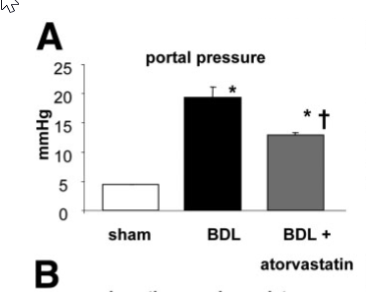 A
portal pressure
25
20
15
10
5
0
mmHg
*
* †
sham BDL BDL +
atorvastatin
B